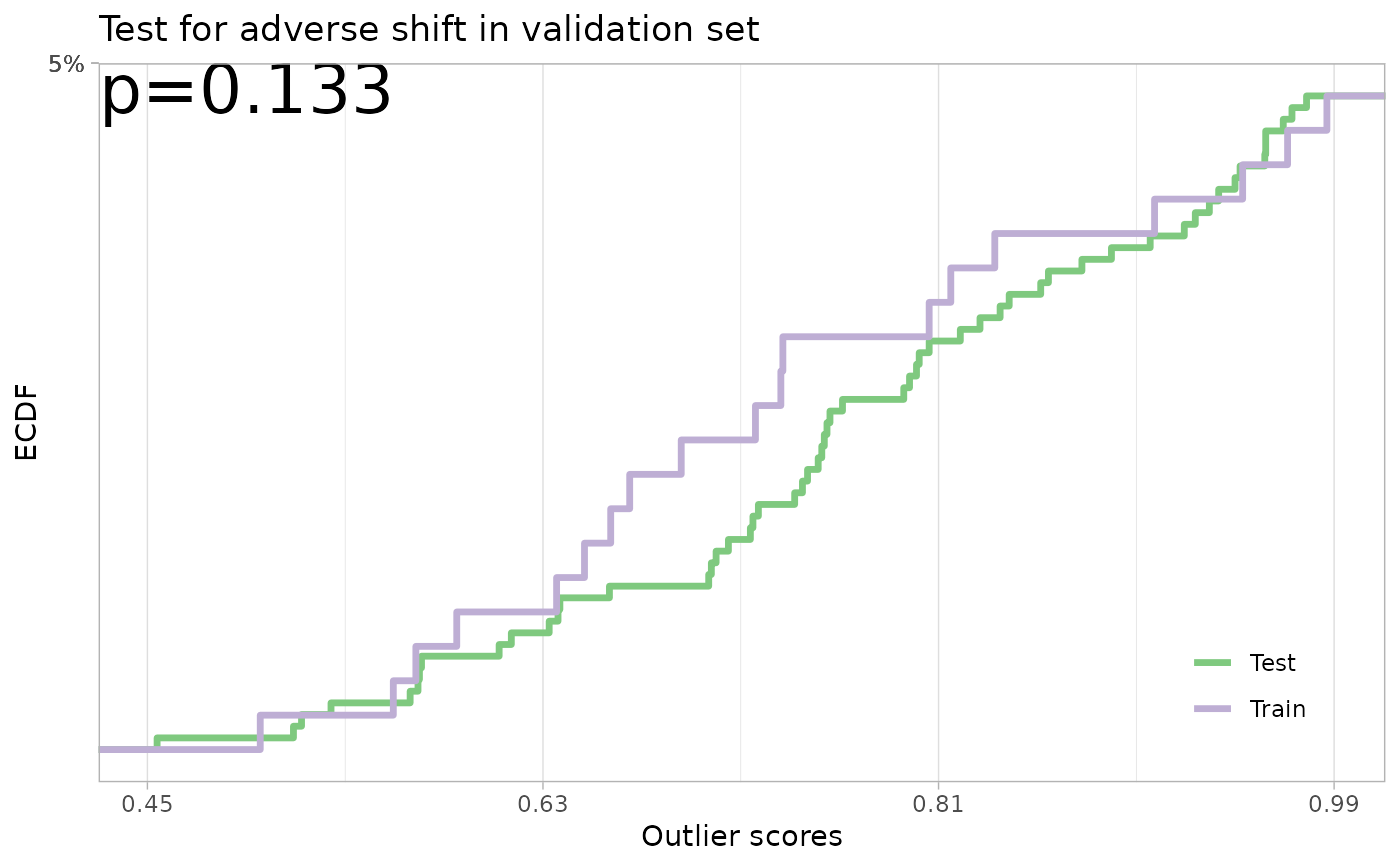 Test for adverse shift in validation set
5%
p=0.133
ECDF
Test
Train
0.45 0.63 0.81 0.99
Outlier scores